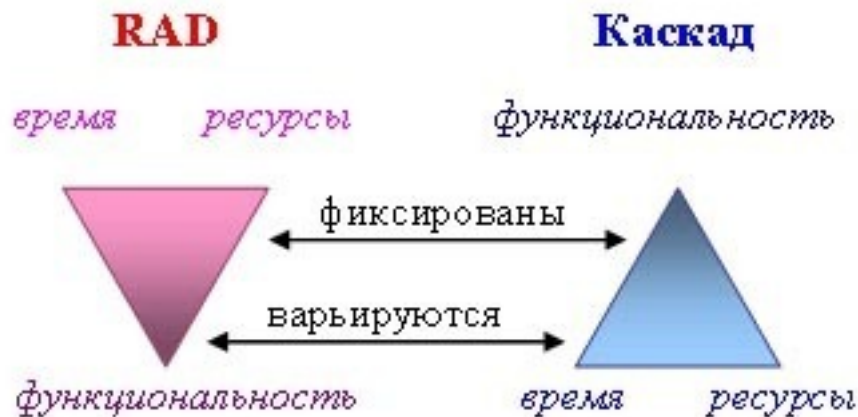 RAD Каскад
время ресурсы функциональность
фиксированы
варьируются
функциональность время ресурсы